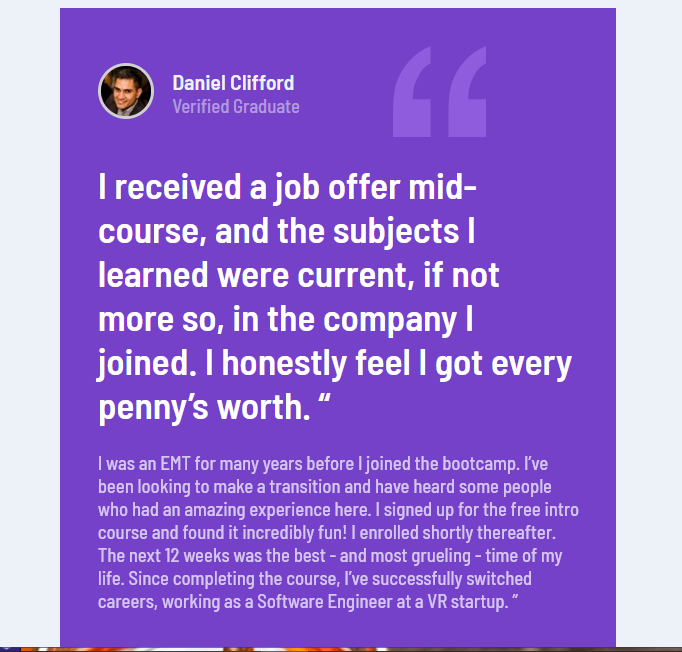 Daniel Clifford
Verified Graduate
“
I received a job offer mid-
course, and the subjects I
learned were current, if not
more so, in the company I
joined. I honestly feel I got every
penny’s worth. “
I was an EMT for many years before I joined the bootcamp. I’ve
been looking to make a transition and have heard some people
who had an amazing experience here. I signed up for the free intro
course and found it incredibly fun! I enrolled shortly thereafter.
The next 12 weeks was the best - and most grueling - time of my
life. Since completing the course, I’ve successfully switched
careers, working as a Software Engineer at a VR startup. ”